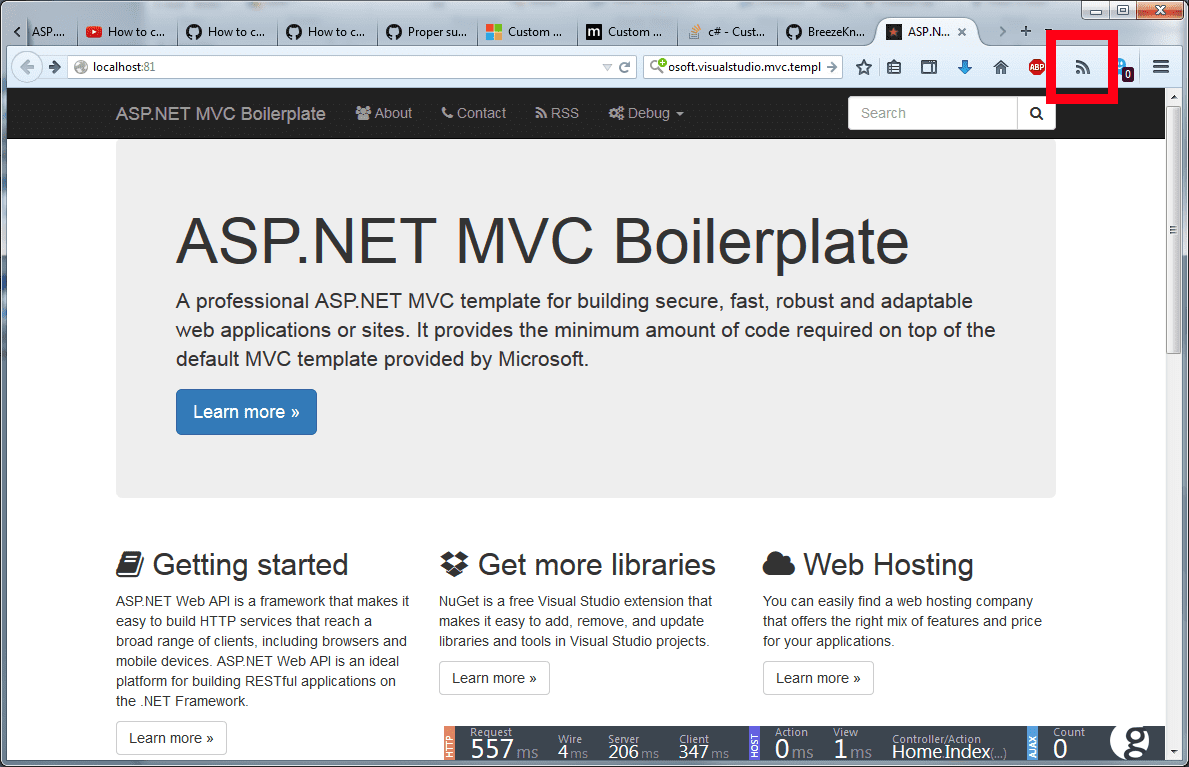 ASP....
How to c...
How to c...
How to c...
Proper su...
Custom ...
m Custom ...
c# - Cust...
BreezeKn...
ASP.N...
localhost:81
osoft.visualstudio.mvc.templ
ABP
0
ASP.NET MVC Boilerplate
About
Contact
RSS
Debug
Search
ASP.NET MVC Boilerplate
A professional ASP.NET MVC template for building secure, fast, robust and adaptable
web applications or sites. It provides the minimum amount of code required on top of the
default MVC template provided by Microsoft.
Learn more »
Getting started
ASP.NET Web API is a framework that makes it
easy to build HTTP services that reach a
broad range of clients, including browsers and
mobile devices. ASP.NET Web API is an ideal
platform for building RESTful applications on
the .NET Framework.
Learn more »
Get more libraries
NuGet is a free Visual Studio extension that
makes it easy to add, remove, and update
libraries and tools in Visual Studio projects.
Learn more »
Web Hosting
You can easily find a web hosting company
that offers the right mix of features and price
for your applications.
Learn more »
HTTP
Request
557 ms
Wire
4 ms
Server
206 ms
Client
347 ms
HOST
Action
0 ms
View
1 ms
Controller/Action
Home.Index(...)
AJAX
Count
0
g